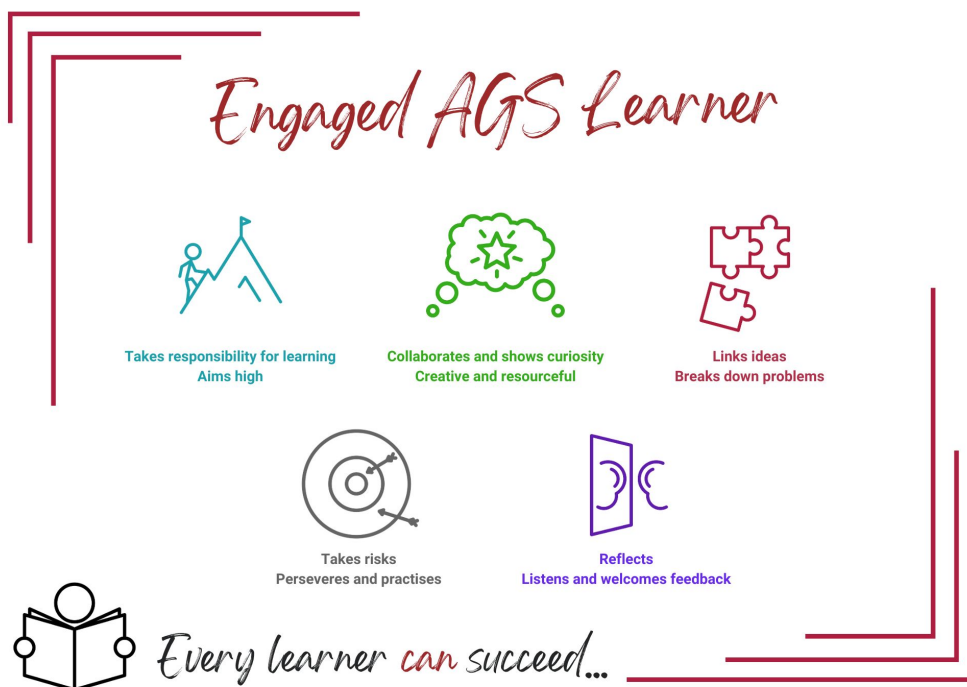 Engaged AGS Learner
Takes responsibility for learning
Aims high
Collaborates and shows curiosity
Creative and resourceful
Links ideas
Breaks down problems
Takes risks
Perseveres and practises
Reflects
Listens and welcomes feedback
Every learner can succeed...